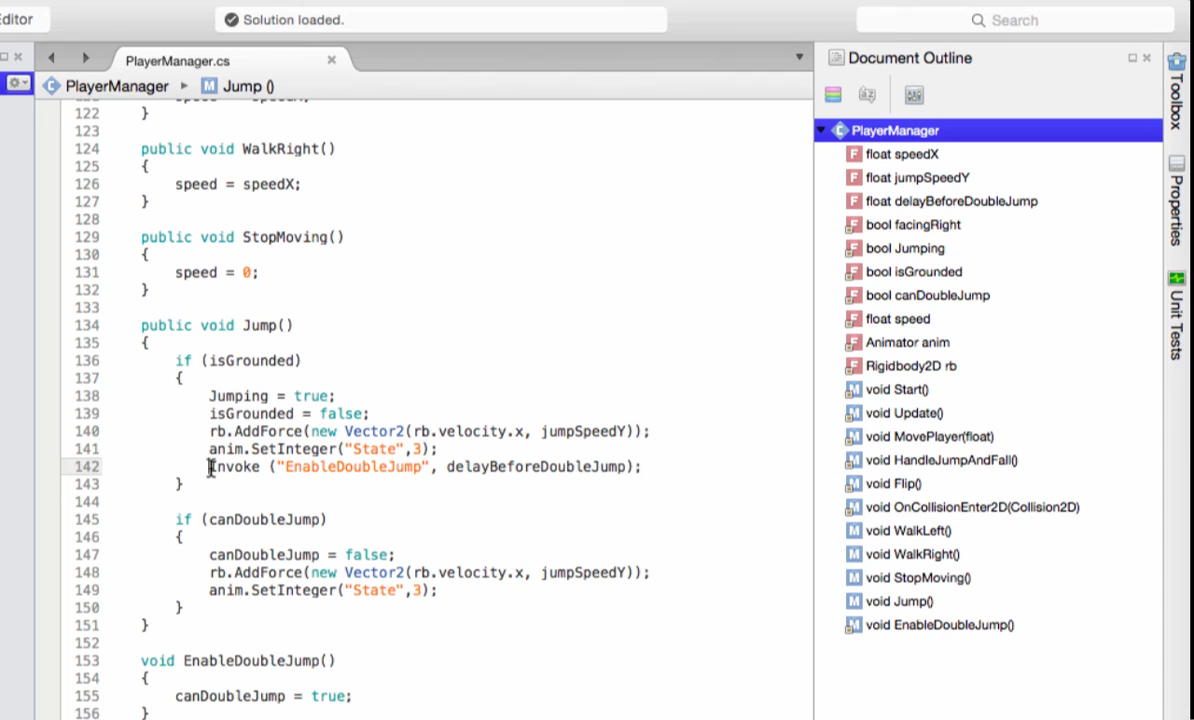 ditor
Solution loaded.
Search
PlayerManager.cs
PlayerManager
Jump ()
122 }
123
124 public void WalkRight()
125 {
126 speed = speedX;
127 }
128
129 public void StopMoving()
130 {
131 speed = 0;
132 }
133
134 public void Jump()
135 {
136 if (isGrounded)
137 {
138 Jumping = true;
139 isGrounded = false;
140 rb.AddForce(new Vector2(rb.velocity.x, jumpSpeedY));
141 anim.SetInteger("State",3);
142 Invoke ("EnableDoubleJump", delayBeforeDoubleJump);
143 }
144
145 if (canDoubleJump)
146 {
147 canDoubleJump = false;
148 rb.AddForce(new Vector2(rb.velocity.x, jumpSpeedY));
149 anim.SetInteger("State",3);
150 }
151 }
152
153 void EnableDoubleJump()
154 {
155 canDoubleJump = true;
156 }
Document Outline
PlayerManager
float speedX
float jumpSpeedY
float delayBeforeDoubleJump
bool facingRight
bool Jumping
bool isGrounded
bool canDoubleJump
float speed
Animator anim
Rigidbody2D rb
void Start()
void Update()
void MovePlayer(float)
void HandleJumpAndFall()
void Flip()
void OnCollisionEnter2D(Collision2D)
void WalkLeft()
void WalkRight()
void StopMoving()
void Jump()
void EnableDoubleJump()
Toolbox
Properties
Unit Tests